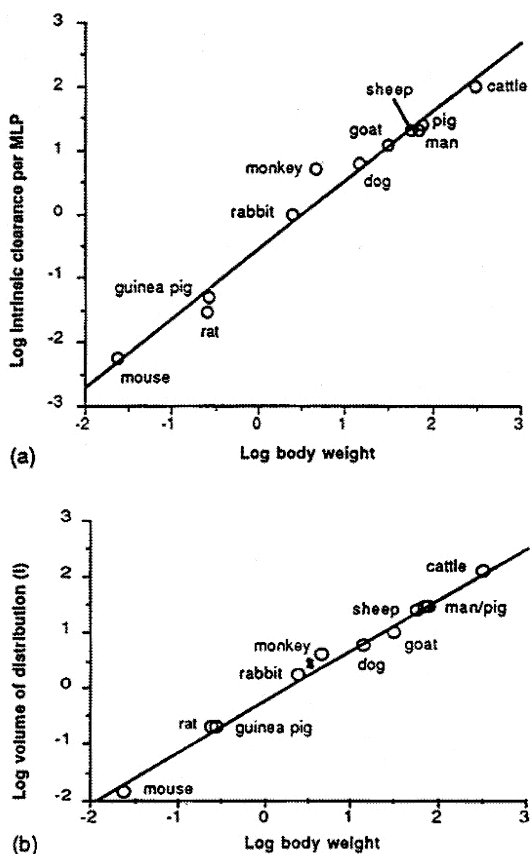 3
2
1
0
-1
-2
-3
Log intrinsic clearance per MLP
cattle
sheep
pig
man
goat
dog
monkey
rabbit
guinea pig
rat
mouse
-2 -1 0 1 2 3
Log body weight
(a)
3
2
1
0
-1
-2
Log volume of distribution (l)
cattle
sheep
man/pig
goat
monkey
dog
rabbit
rat
guinea pig
mouse
-2 -1 0 1 2 3
Log body weight
(b)